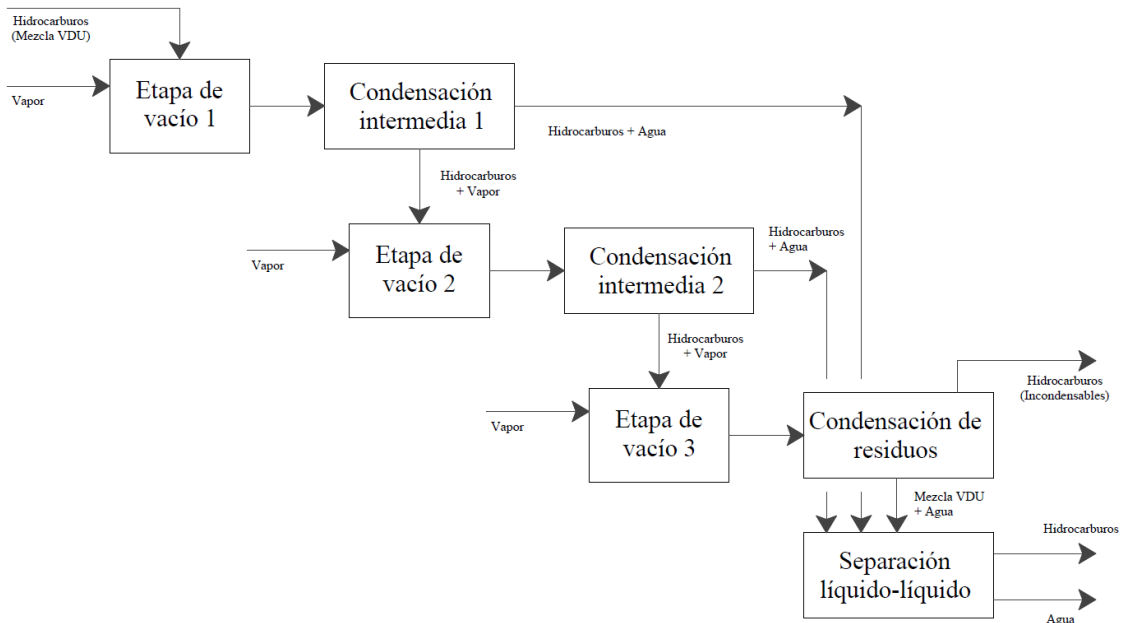 Hidrocarburos
(Mezcla VDU)
Vapor
Etapa de
vacío 1
Condensación
intermedia 1
Hidrocarburos + Agua
Hidrocarburos
+ Vapor
Vapor
Etapa de
vacío 2
Condensación
intermedia 2
Hidrocarburos
+ Agua
Hidrocarburos
+ Vapor
Vapor
Etapa de
vacío 3
Condensación de
residuos
Hidrocarburos
(Incondensables)
Mezcla VDU
+ Agua
Separación
líquido-líquido
Hidrocarburos
Agua